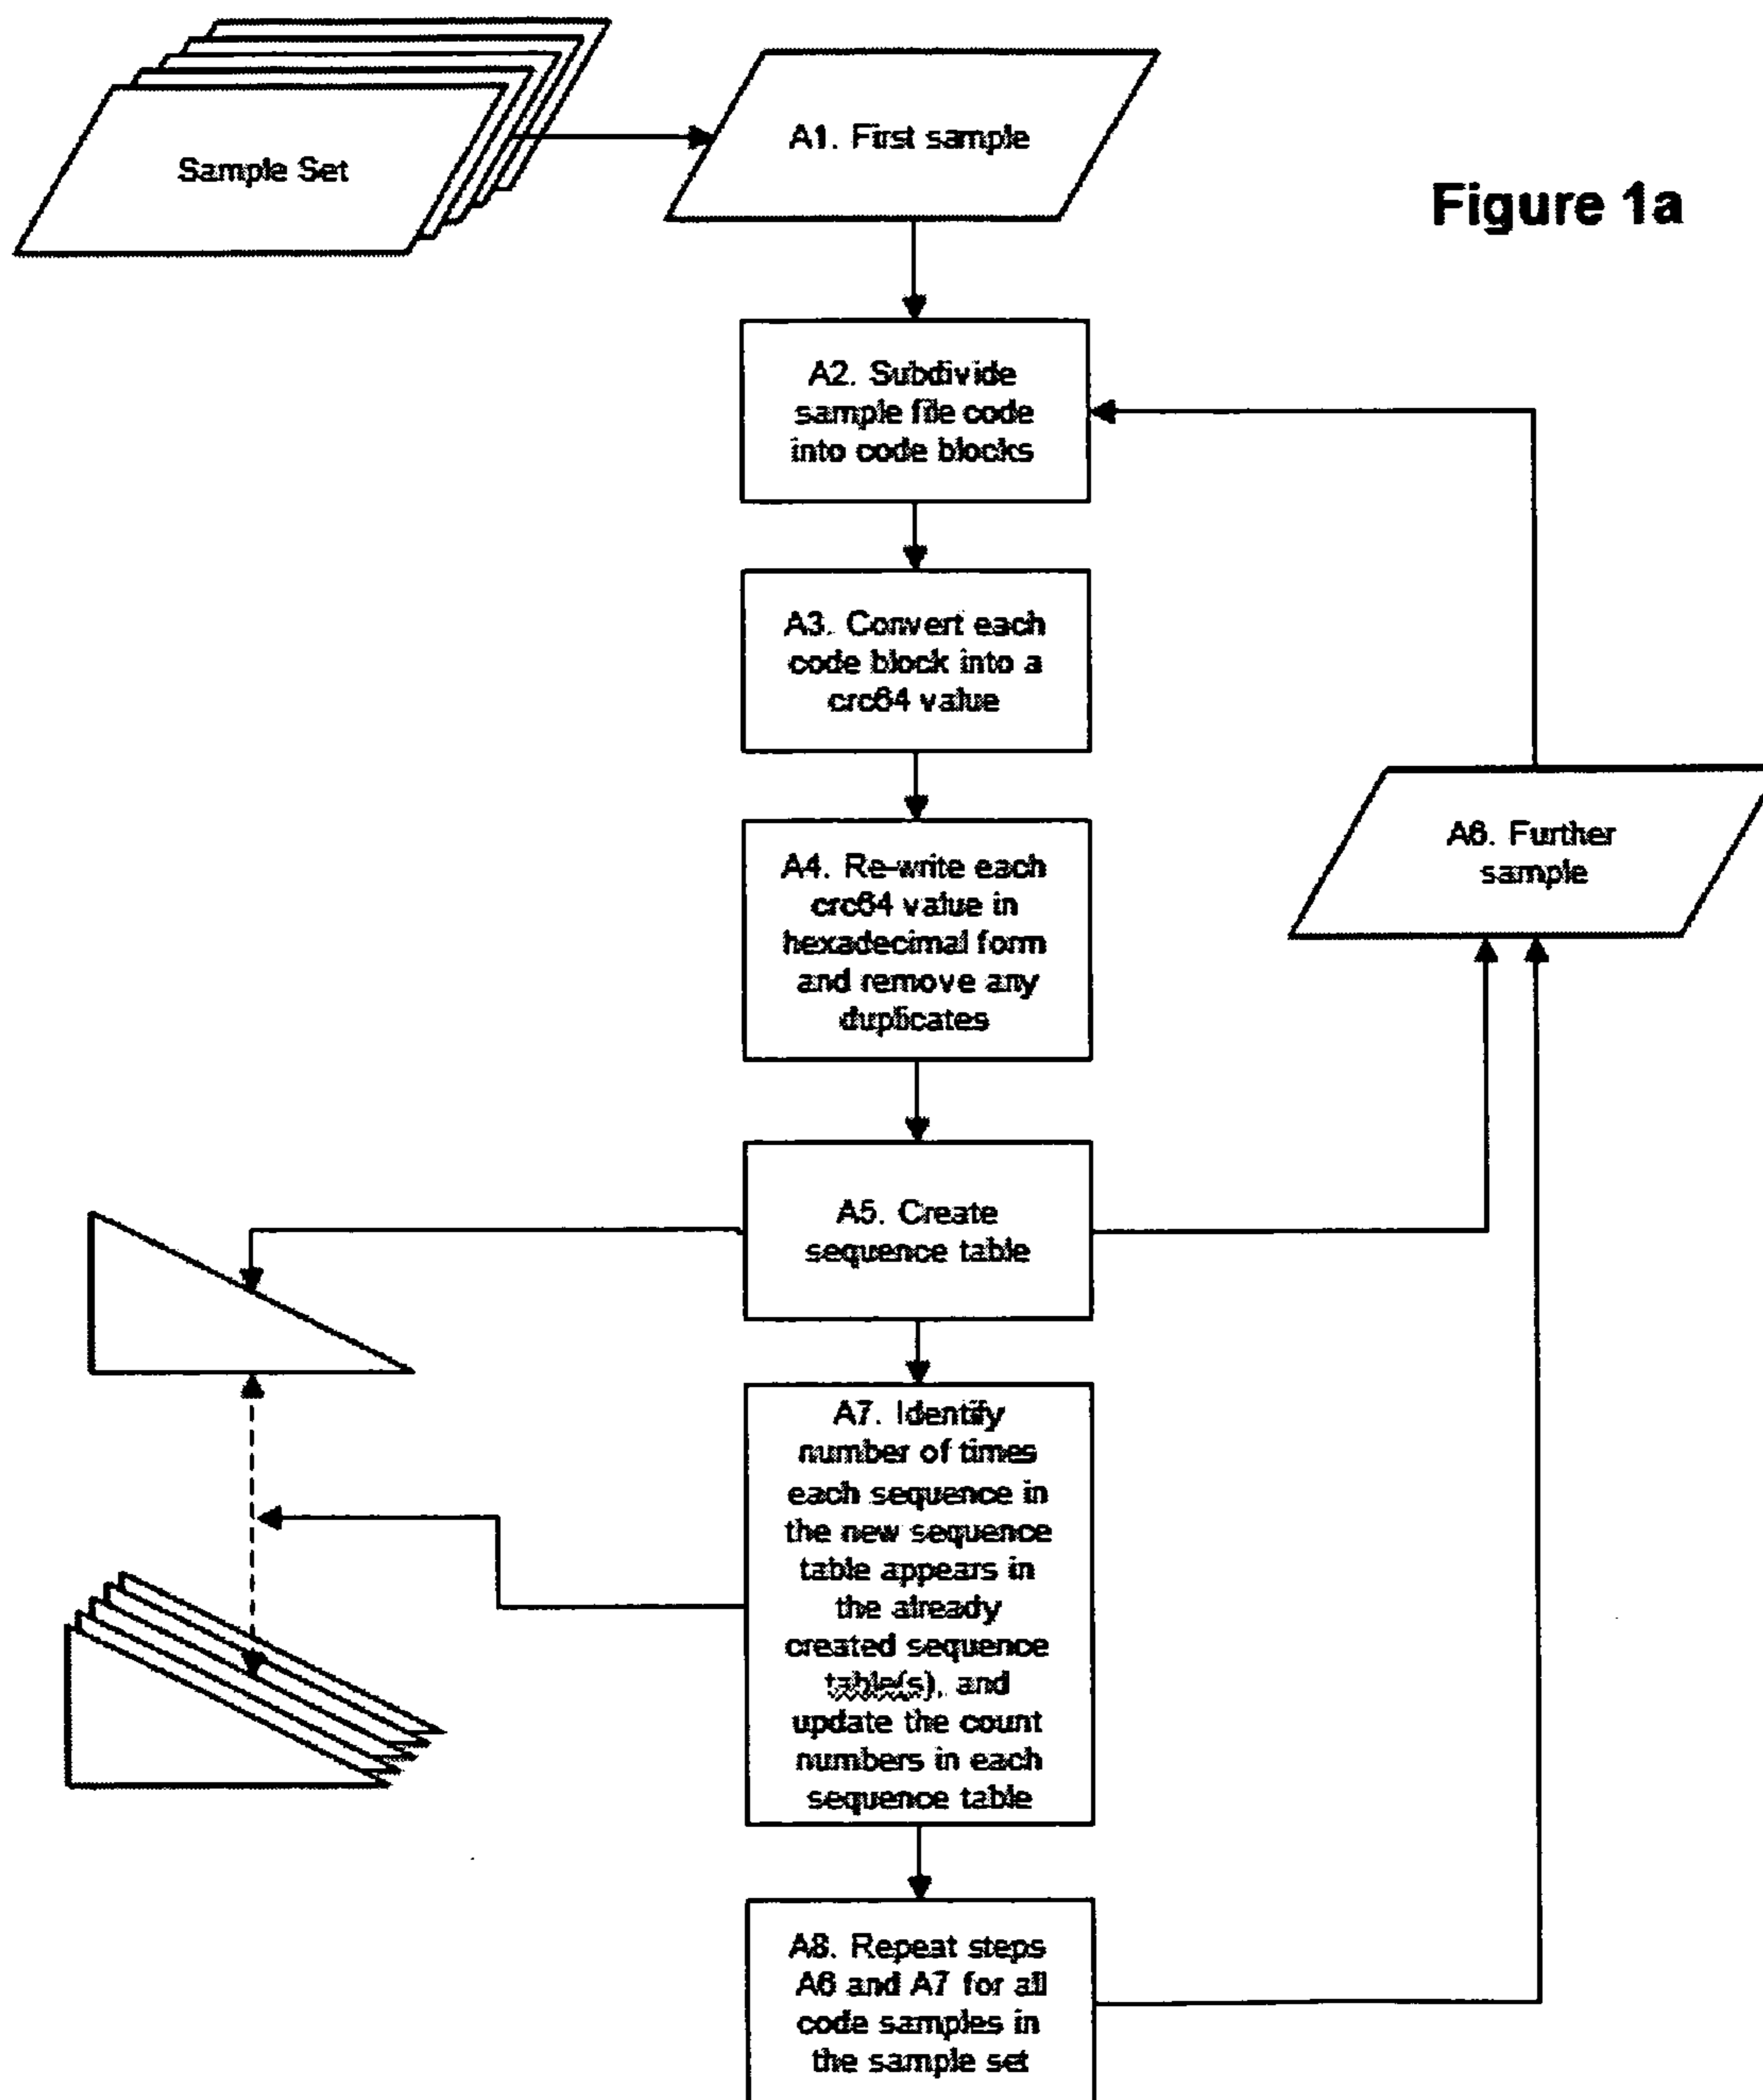 Sample Set
A1. First sample
Figure 1a
A2. Subdivide
sample file code
into code blocks
A3. Convert each
code block into a
crc64 value
A4. Re-write each
crc64 value in
hexadecimal form
and remove any
duplicates
A6. Further
sample
A5. Create
sequence table
A7. Identify
number of times
each sequence in
the new sequence
table appears in
the already
created sequence
table(s), and
update the count
numbers in each
sequence table
A8. Repeat steps
A6 and A7 for all
code samples in
the sample set